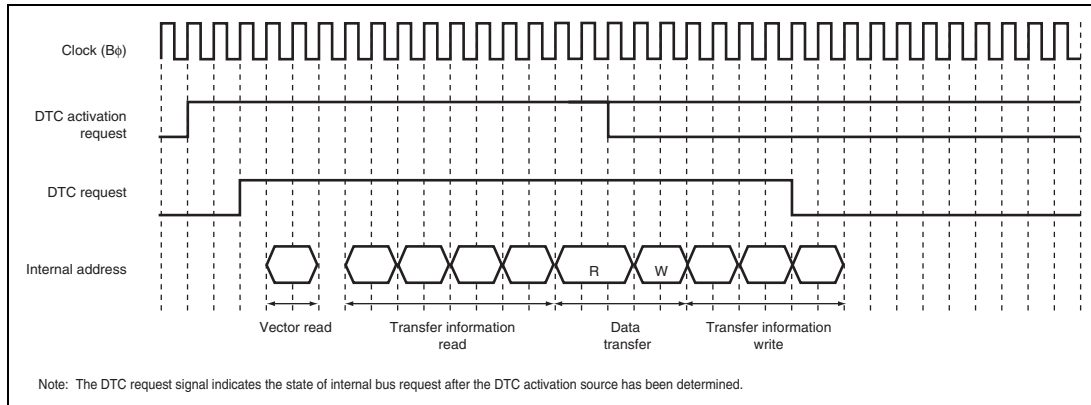 Clock (Bϕ)
DTC activation
request
DTC request
Internal address
R
W
Vector read
Transfer information
read
Data
transfer
Transfer information
write
Note: The DTC request signal indicates the state of internal bus request after the DTC activation source has been determined.